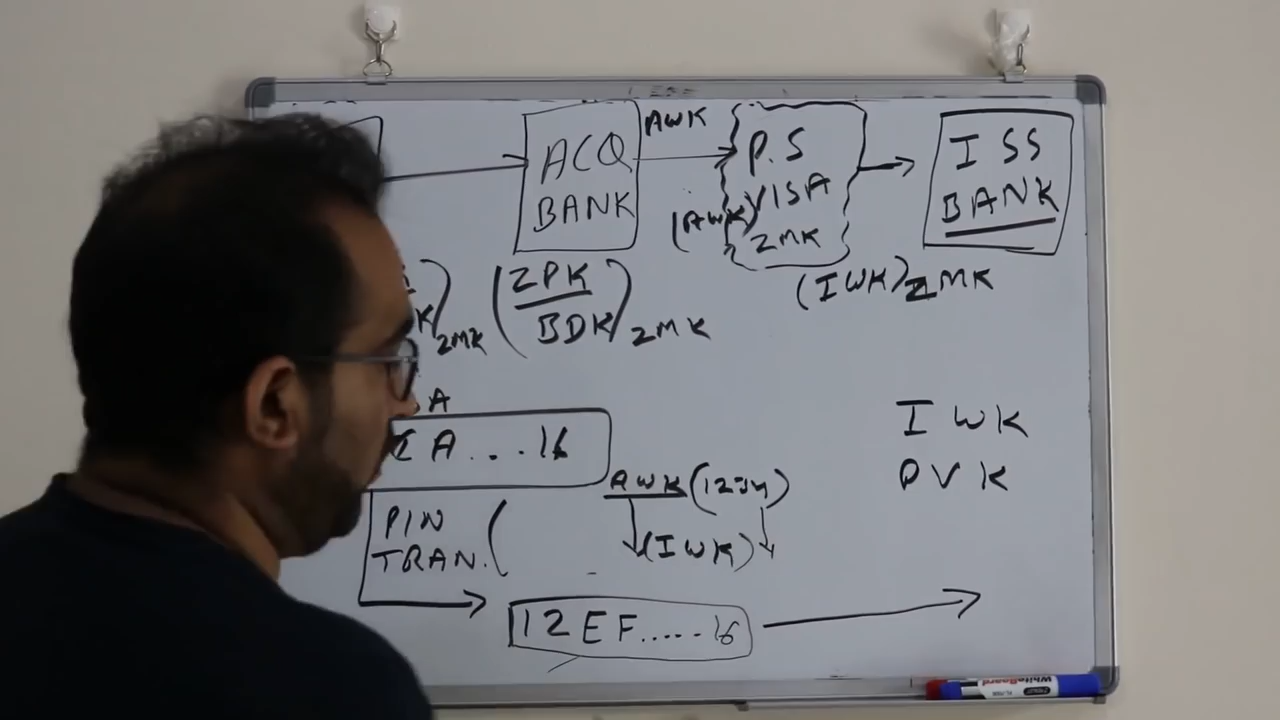 ACQ
BANK
AWK
P.S
VISA
ZMK
ISS
BANK
(AWK)
(IWK)ZMK
K)ZMK
(ZPK
BDK)ZMK
IWK
PVK
A
A...16
AWK(1234)
(IWK)
PIN
TRAN.(
12EF.....16
WhiteBoard